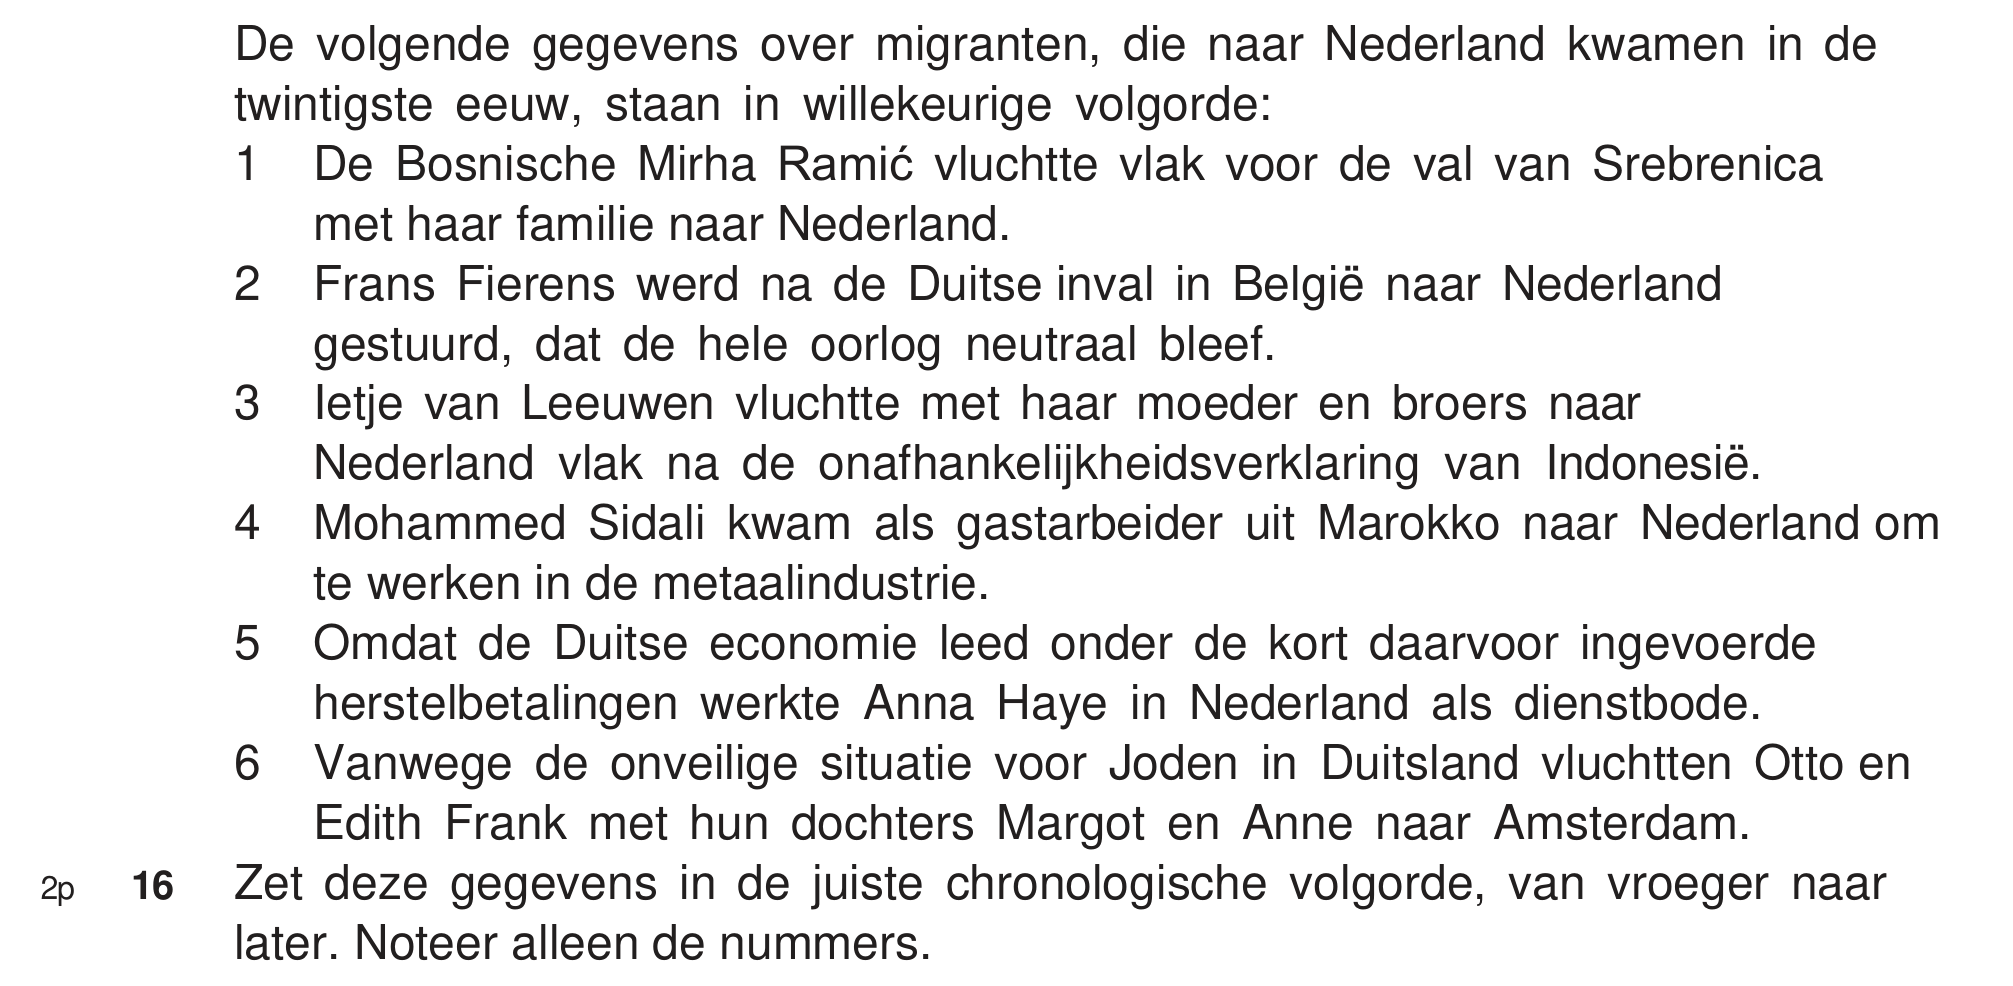 De volgende gegevens over migranten, die naar Nederland kwamen in de
twintigste eeuw, staan in willekeurige volgorde:
1 De Bosnische Mirha Ramić vluchtte vlak voor de val van Srebrenica
met haar familie naar Nederland.
2 Frans Fierens werd na de Duitse inval in België naar Nederland
gestuurd, dat de hele oorlog neutraal bleef.
3 Ietje van Leeuwen vluchtte met haar moeder en broers naar
Nederland vlak na de onafhankelijkheidsverklaring van Indonesië.
4 Mohammed Sidali kwam als gastarbeider uit Marokko naar Nederland om
te werken in de metaalindustrie.
5 Omdat de Duitse economie leed onder de kort daarvoor ingevoerde
herstelbetalingen werkte Anna Haye in Nederland als dienstbode.
6 Vanwege de onveilige situatie voor Joden in Duitsland vluchtten Otto en
Edith Frank met hun dochters Margot en Anne naar Amsterdam.
2p 16 Zet deze gegevens in de juiste chronologische volgorde, van vroeger naar
later. Noteer alleen de nummers.